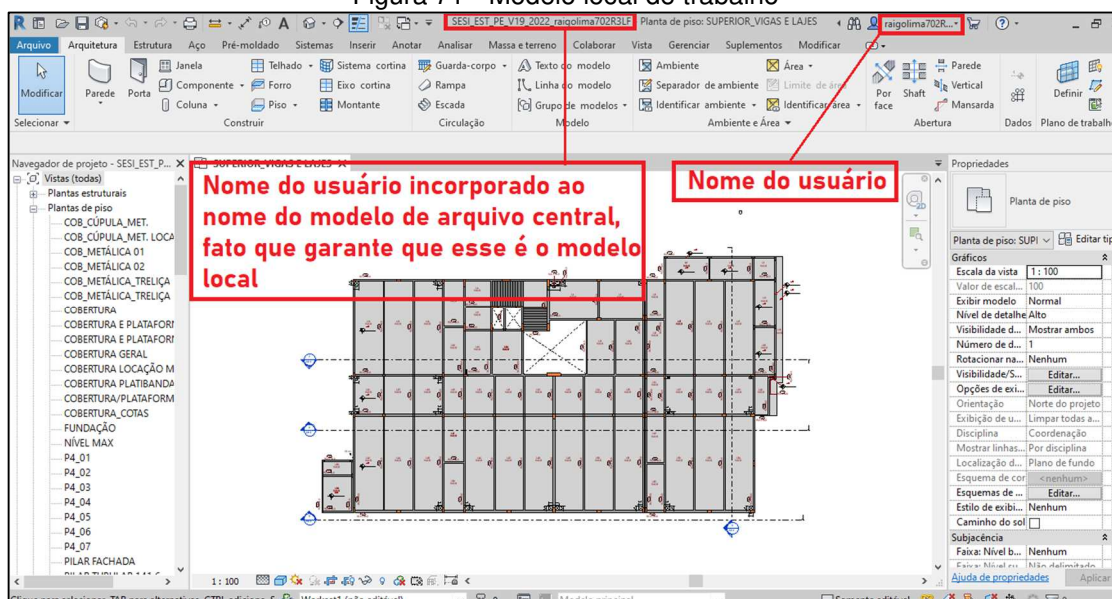 Figura 71 - Modelo local de trabalho
SESI_EST_PE_V19_2022_raigolima702R3LF
Planta de piso: SUPERIOR_VIGAS E LAJES
raigolima702R...
Arquivo Arquitetura Estrutura Aço Pré-moldado Sistemas Inserir Anotar Analisar Massa e terreno Colaborar Vista Gerenciar Suplementos Modificar
Modificar
Parede
Porta
Janela
Componente
Coluna
Telhado
Forro
Piso
Sistema cortina
Eixo cortina
Montante
Guarda-corpo
Rampa
Escada
Texto do modelo
Linha do modelo
Grupo de modelos
Ambiente
Separador de ambiente
Identificar ambiente
Área
Limite de área
Identificar área
Por face
Shaft
Parede
Vertical
Mansarda
Definir
Selecionar
Construir
Circulação
Modelo
Ambiente e Área
Abertura
Dados
Plano de trabalho
Navegador de projeto - SESI_EST_P... X
SUPERIOR_VIGAS E LAJES X
Vistas (todas)
Plantas estruturais
Plantas de piso
COB_CÚPULA_MET.
COB_CÚPULA_MET. LOCA
COB_METÁLICA 01
COB_METÁLICA 02
COB_METÁLICA_TRELIÇA
COB_METÁLICA_TRELIÇA
COBERTURA
COBERTURA E PLATAFOR
COBERTURA E PLATAFOR
COBERTURA GERAL
COBERTURA LOCAÇÃO M
COBERTURA PLATIBANDA
COBERTURA/PLATAFORM
COBERTURA_COTAS
FUNDAÇÃO
NÍVEL MAX
P4_01
P4_02
P4_03
P4_04
P4_05
P4_06
P4_07
PILAR FACHADA
Nome do usuário incorporado ao
nome do modelo de arquivo central,
fato que garante que esse é o modelo
local
Nome do usuário
2D
1 : 100
Propriedades
Planta de piso
Planta de piso: SUPI
Editar tip
Gráficos
Escala da vista 1 : 100
Valor de escal... 100
Exibir modelo Normal
Nível de detalhe Alto
Visibilidade d... Mostrar ambos
Número de d... 1
Rotacionar na... Nenhum
Visibilidade/S... Editar...
Opções de exi... Editar...
Orientação Norte do projeto
Exibição de u... Limpar todas a...
Disciplina Coordenação
Mostrar linhas... Por disciplina
Localização d... Plano de fundo
Esquema de cor <nenhum>
Esquemas de ... Editar...
Estilo de exibi... Nenhum
Caminho do sol
Subjacência
Faixa: Nível b... Nenhum
Ajuda de propriedades
Aplicar